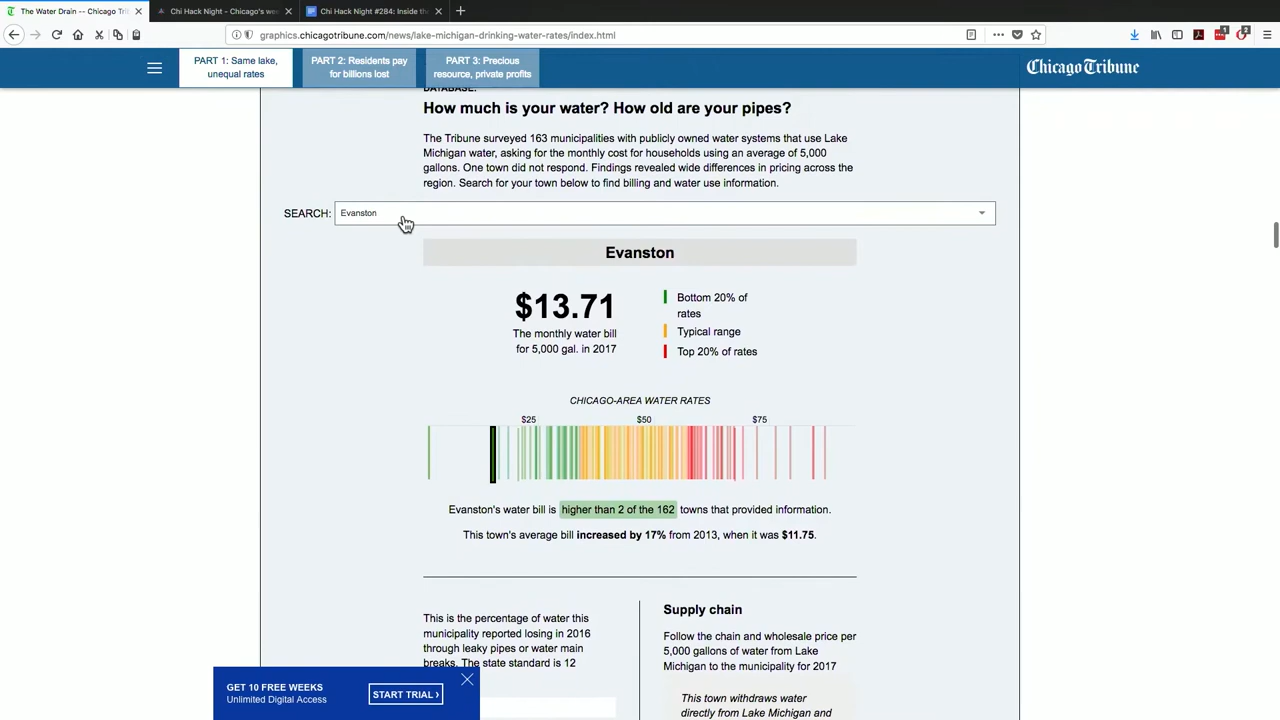 The Water Drain -- Chicago Tri
Chi Hack Night - Chicago's we
Chi Hack Night #284: Inside th
graphics.chicagotribune.com/news/lake-michigan-drinking-water-rates/index.html
PART 1: Same lake,
unequal rates
PART 2: Residents pay
for billions lost
PART 3: Precious
resource, private profits
Chicago Tribune
DATABASE:
How much is your water? How old are your pipes?
The Tribune surveyed 163 municipalities with publicly owned water systems that use Lake
Michigan water, asking for the monthly cost for households using an average of 5,000
gallons. One town did not respond. Findings revealed wide differences in pricing across the
region. Search for your town below to find billing and water use information.
SEARCH: Evanston
Evanston
$13.71
The monthly water bill
for 5,000 gal. in 2017
Bottom 20% of
rates
Typical range
Top 20% of rates
CHICAGO-AREA WATER RATES
$25 $50 $75
Evanston's water bill is higher than 2 of the 162 towns that provided information.
This town's average bill increased by 17% from 2013, when it was $11.75.
This is the percentage of water this
municipality reported losing in 2016
through leaky pipes or water main
breaks. The state standard is 12
Supply chain
Follow the chain and wholesale price per
5,000 gallons of water from Lake
Michigan to the municipality for 2017
This town withdraws water
directly from Lake Michigan and
GET 10 FREE WEEKS
Unlimited Digital Access
START TRIAL ›